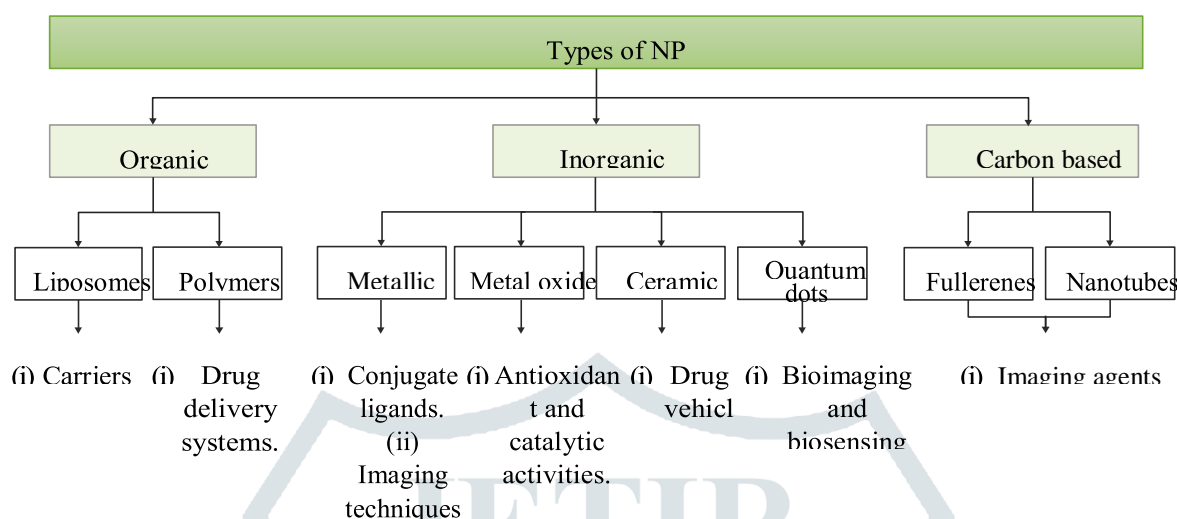 Types of NP
Organic
Inorganic
Carbon based
Liposomes
Polymers
Metallic
Metal oxide
Ceramic
Quantum
dots
Fullerenes
Nanotubes
(i) Carriers
(i) Drug
delivery
systems.
(i) Conjugate
ligands.
(ii)
Imaging
techniques
(i) Antioxidan
t and
catalytic
activities.
(i) Drug
vehicl
(i) Bioimaging
and
biosensing
(i) Imaging agents
JETIR